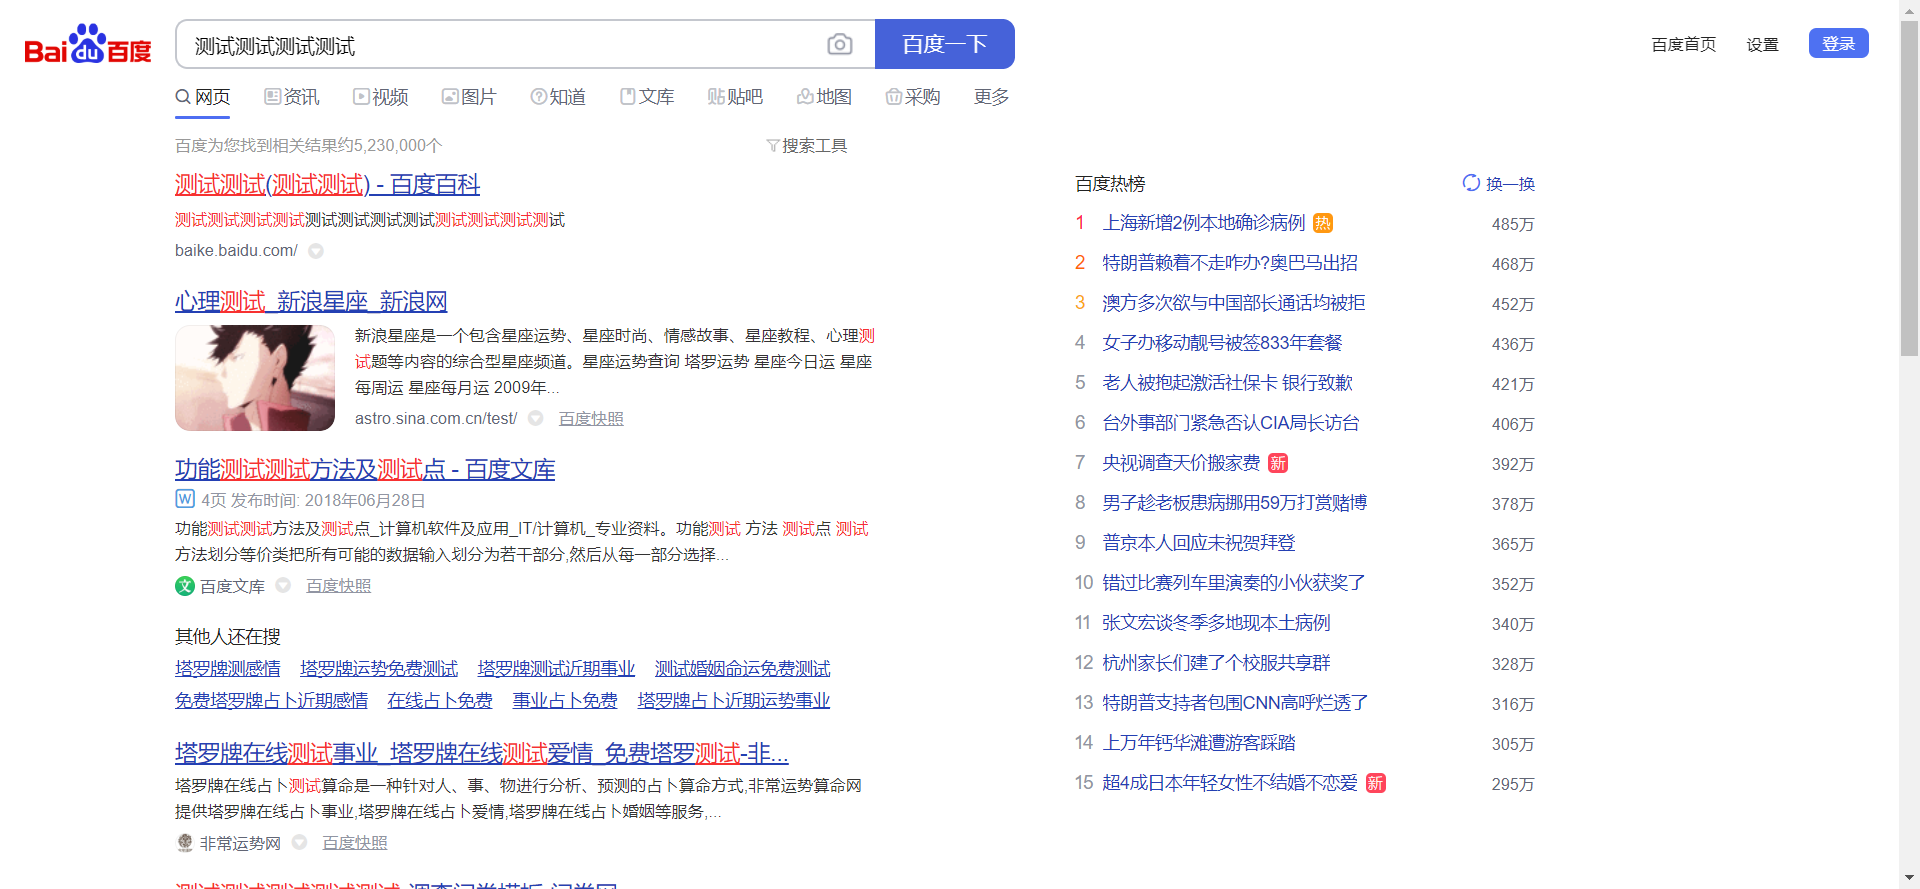 Baidu百度
测试测试测试测试
百度一下
百度首页
设置
登录
网页 资讯 视频 图片 知道 文库 贴吧 地图 采购 更多
百度为您找到相关结果约5,230,000个
搜索工具
测试测试(测试测试) - 百度百科
测试测试测试测试测试测试测试测试测试测试测试测试
baike.baidu.com/
心理测试_新浪星座_新浪网
新浪星座是一个包含星座运势、星座时尚、情感故事、星座教程、心理测
试题等内容的综合型星座频道。星座运势查询 塔罗运势 星座今日运 星座
每周运 星座每月运 2009年...
astro.sina.com.cn/test/ 百度快照
功能测试测试方法及测试点 - 百度文库
W 4页 发布时间: 2018年06月28日
功能测试测试方法及测试点_计算机软件及应用_IT/计算机_专业资料。功能测试 方法 测试点 测试
方法划分等价类把所有可能的数据输入划分为若干部分,然后从每一部分选择...
文 百度文库 百度快照
其他人还在搜
塔罗牌测感情 塔罗牌运势免费测试 塔罗牌测试近期事业 测试婚姻命运免费测试
免费塔罗牌占卜近期感情 在线占卜免费 事业占卜免费 塔罗牌占卜近期运势事业
塔罗牌在线测试事业_塔罗牌在线测试爱情_免费塔罗测试-非...
塔罗牌在线占卜测试算命是一种针对人、事、物进行分析、预测的占卜算命方式,非常运势算命网
提供塔罗牌在线占卜事业,塔罗牌在线占卜爱情,塔罗牌在线占卜婚姻等服务,...
非常运势网 百度快照
百度热榜
换一换
1 上海新增2例本地确诊病例 热 485万
2 特朗普赖着不走咋办?奥巴马出招 468万
3 澳方多次欲与中国部长通话均被拒 452万
4 女子办移动靓号被签833年套餐 436万
5 老人被抱起激活社保卡 银行致歉 421万
6 台外事部门紧急否认CIA局长访台 406万
7 央视调查天价搬家费 新 392万
8 男子趁老板患病挪用59万打赏赌博 378万
9 普京本人回应未祝贺拜登 365万
10 错过比赛列车里演奏的小伙获奖了 352万
11 张文宏谈冬季多地现本土病例 340万
12 杭州家长们建了个校服共享群 328万
13 特朗普支持者包围CNN高呼烂透了 316万
14 上万年钙华滩遭游客踩踏 305万
15 超4成日本年轻女性不结婚不恋爱 新 295万